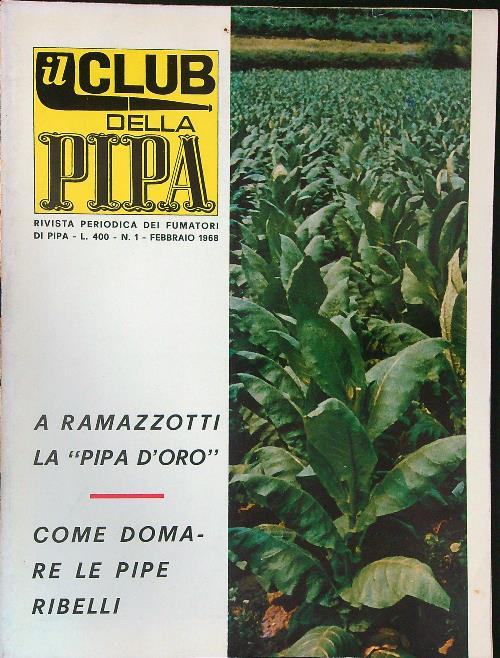 il CLUB
DELLA
PIPA
RIVISTA PERIODICA DEI FUMATORI
DI PIPA - L. 400 - N. 1 - FEBBRAIO 1968
A RAMAZZOTTI
LA "PIPA D'ORO"
COME DOMA-
RE LE PIPE
RIBELLI